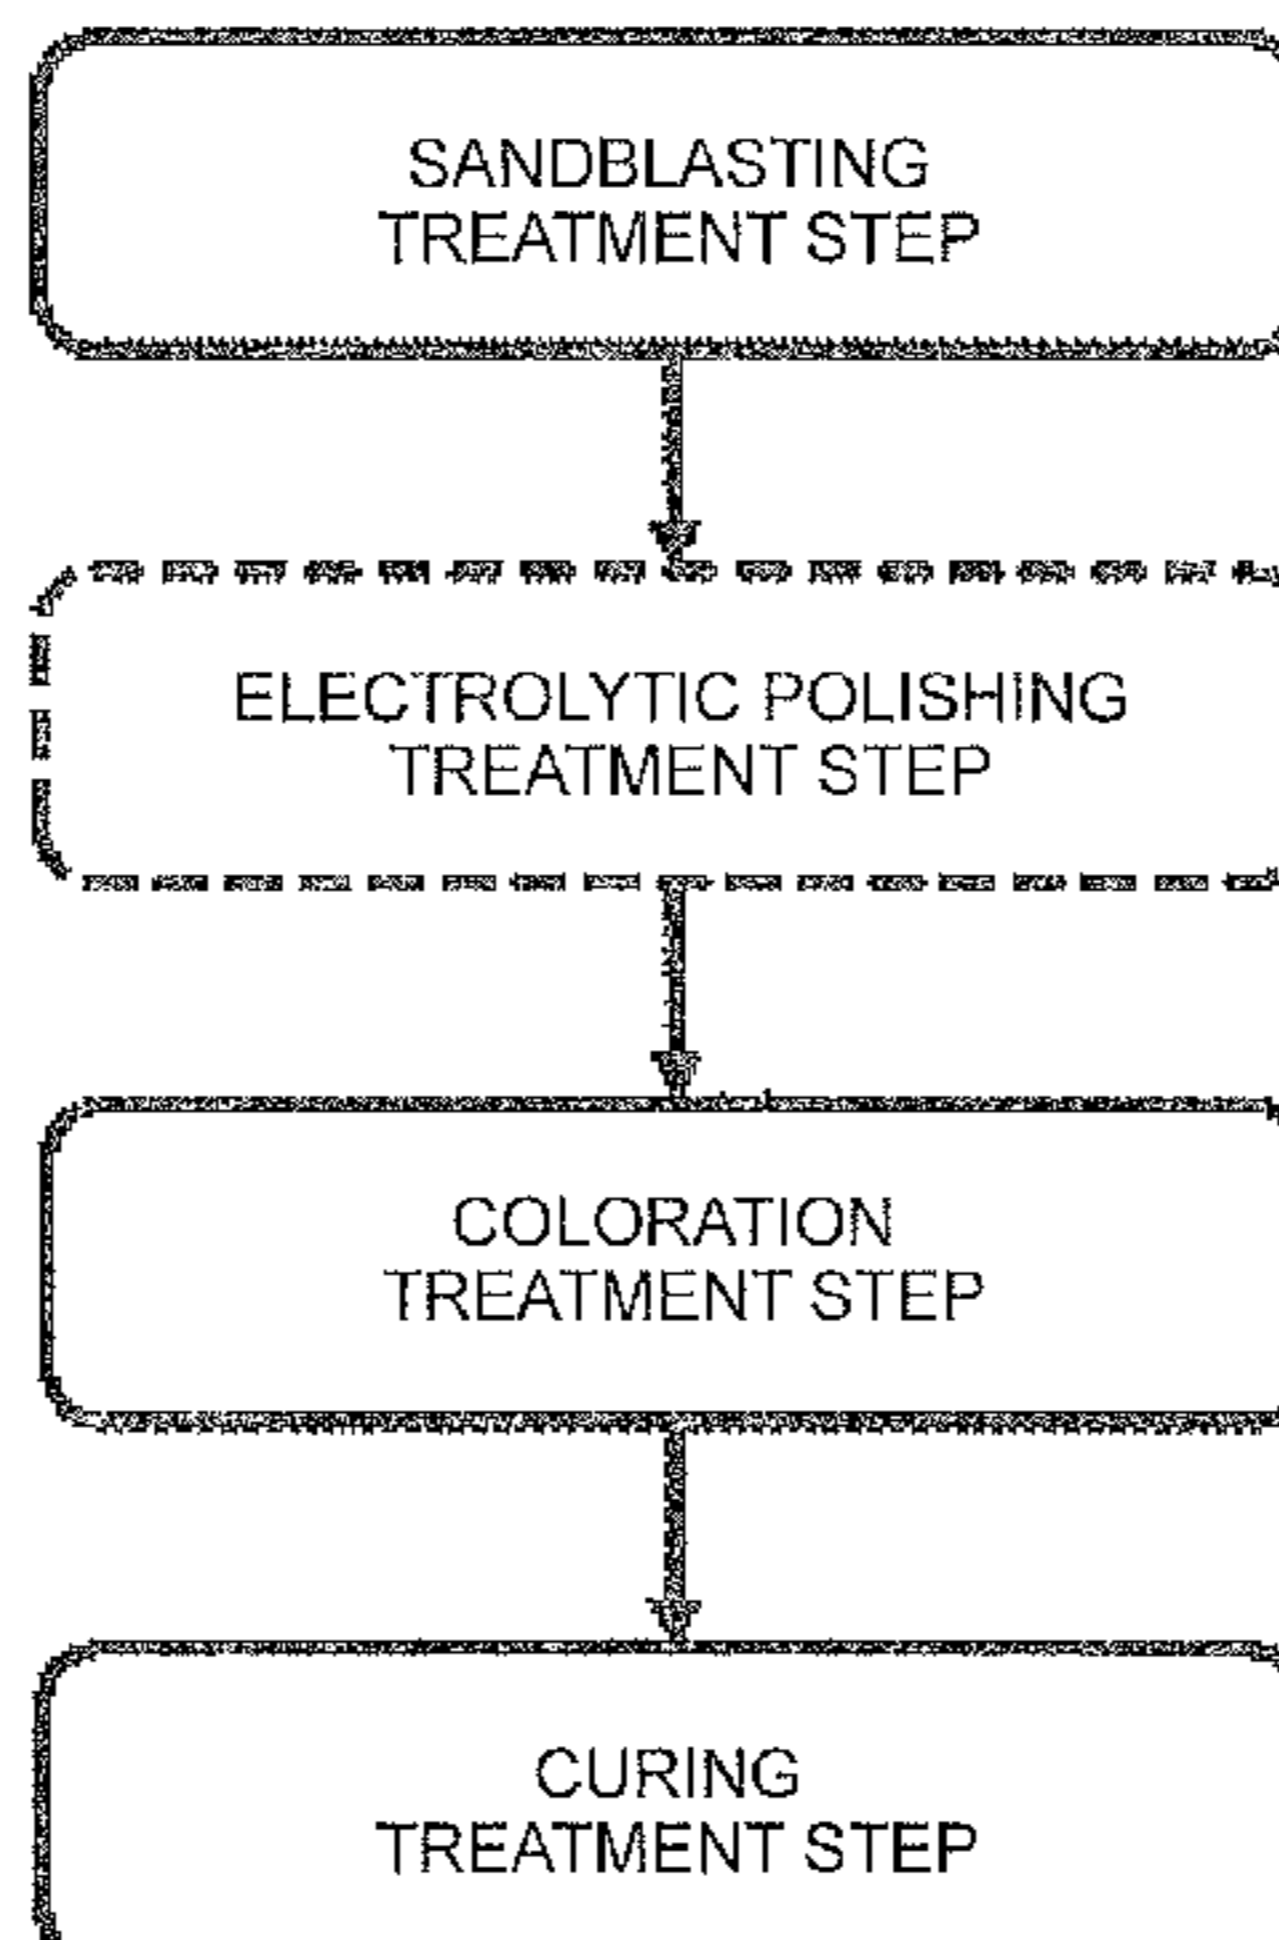 SANDBLASTING
TREATMENT STEP
ELECTROLYTIC POLISHING
TREATMENT STEP
COLORATION
TREATMENT STEP
CURING
TREATMENT STEP